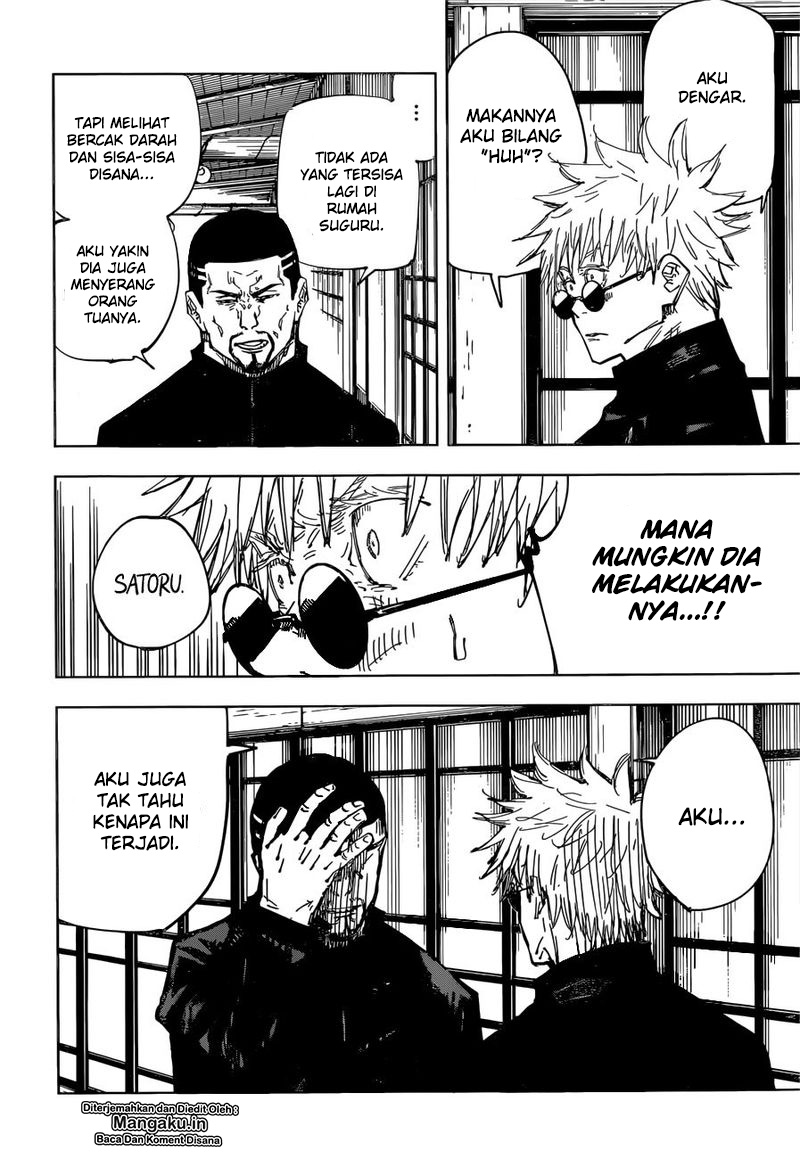 AKU
DENGAR.
MAKANNYA
AKU BILANG
"HUH"?
...
TIDAK ADA
YANG TERSISA
LAGI DI
RUMAH
SUGURU.
TAPI MELIHAT
BERCAK DARAH
DAN SISA-SISA
DISANA...
AKU YAKIN
DIA JUGA
MENYERANG
ORANG
TUANYA.
MANA
MUNGKIN DIA
MELAKUKAN-
NYA...!!
SATORU.
AKU...
AKU JUGA
TAK TAHU
KENAPA INI
TERJADI.
Diterjemahkan dan Diedit Oleh :
Mangaku.in
Baca Dan Koment Disana